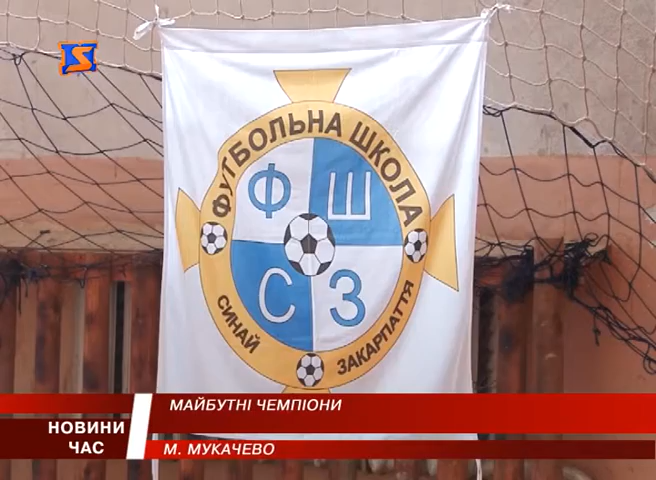 S
ФУТБОЛЬНА ШКОЛА
Ф Ш
С З
СИНАЙ ЗАКАРПАТТЯ
МАЙБУТНІ ЧЕМПІОНИ
НОВИНИ
ЧАС
М. МУКАЧЕВО